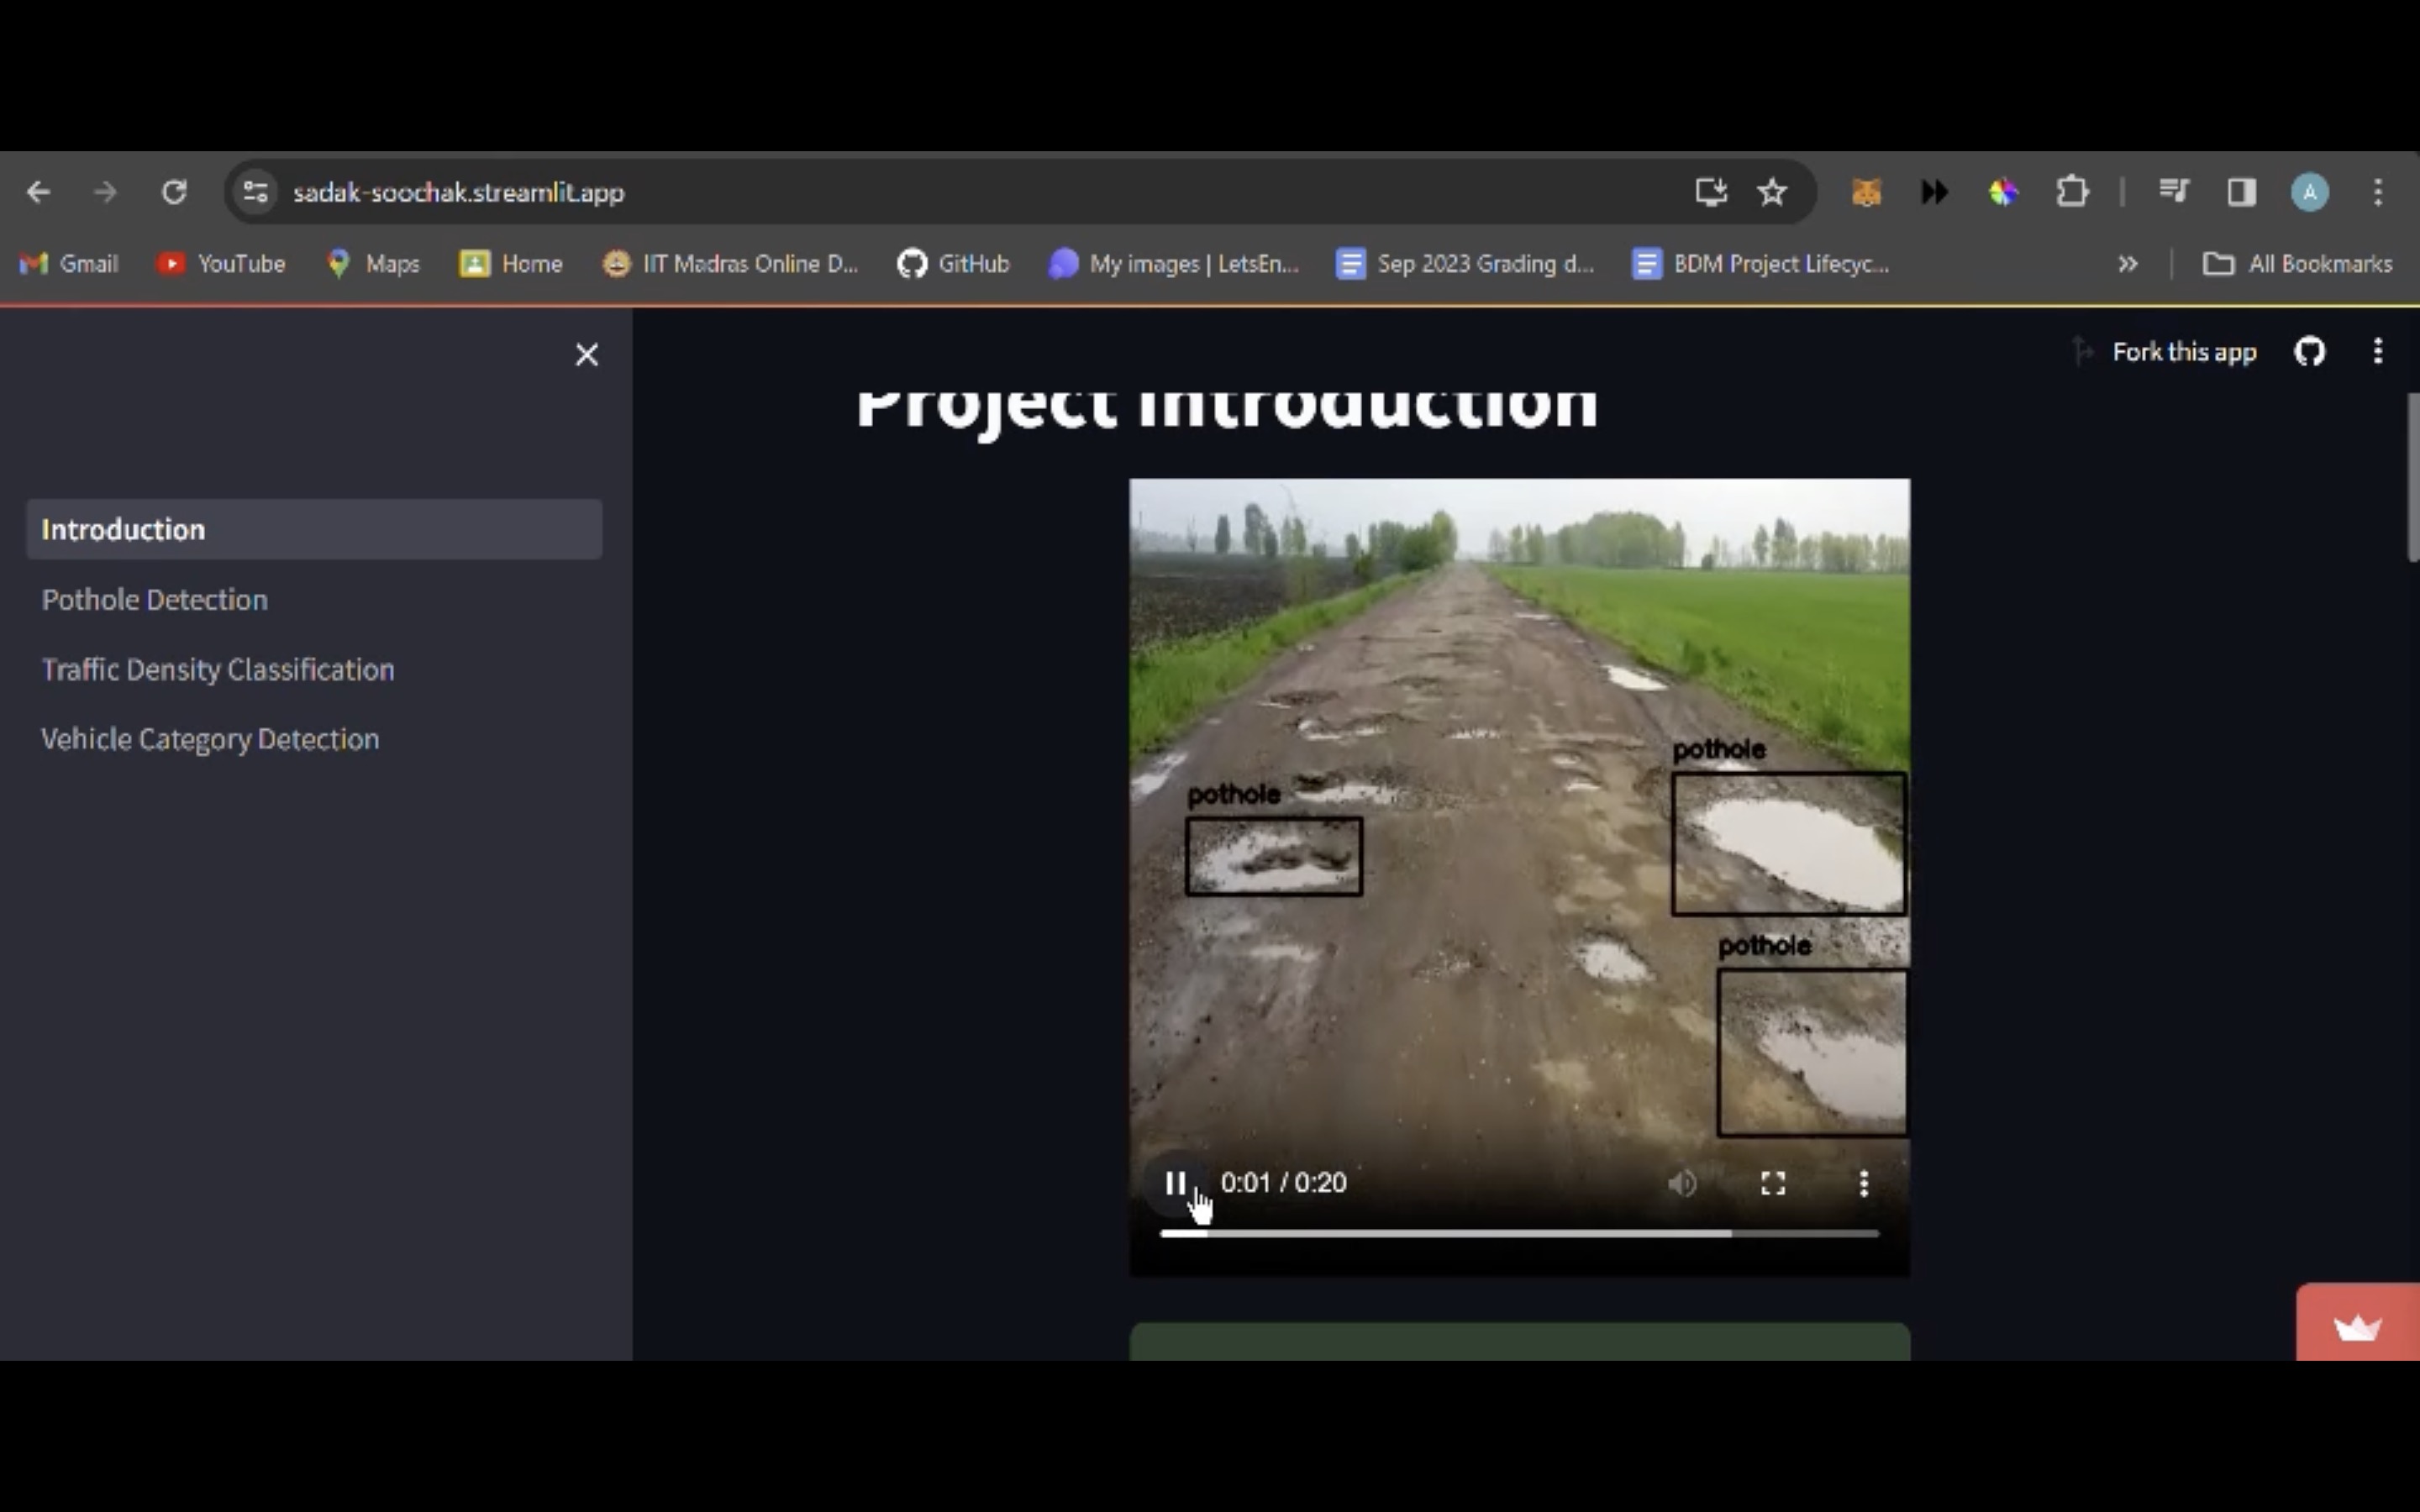 sadak-soochak.streamlit.app
A
Gmail
YouTube
Maps
Home
IIT Madras Online D...
GitHub
My images | LetsEn...
Sep 2023 Grading d...
BDM Project Lifecyc...
All Bookmarks
Fork this app
Project Introduction
Introduction
Pothole Detection
Traffic Density Classification
Vehicle Category Detection
pothole
pothole
pothole
0:01 / 0:20